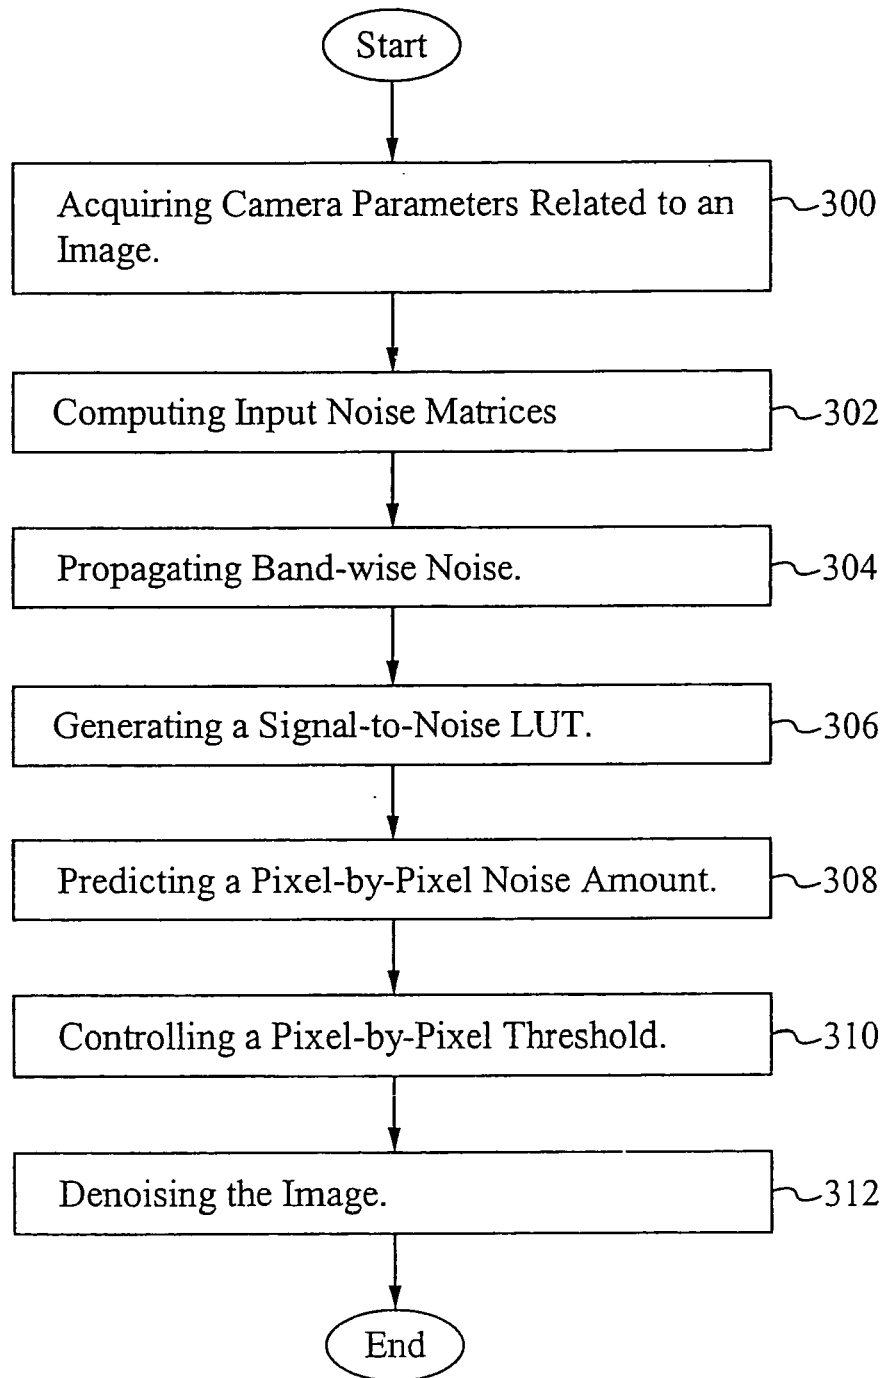 Start
Acquiring Camera Parameters Related to an
Image.
300
Computing Input Noise Matrices
302
Propagating Band-wise Noise.
304
Generating a Signal-to-Noise LUT.
306
Predicting a Pixel-by-Pixel Noise Amount.
308
Controlling a Pixel-by-Pixel Threshold.
310
Denoising the Image.
312
End